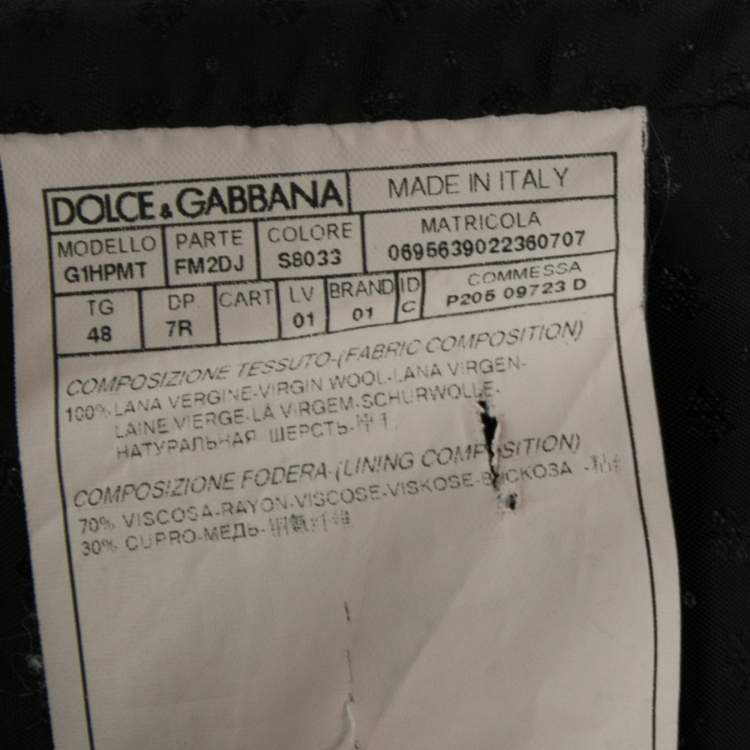 DOLCE & GABBANA MADE IN ITALY
MODELLO PARTE COLORE MATRICOLA
G1HPMT FM2DJ S8033 0695639022360707
TG DP CART LV BRAND ID COMMESSA
48 7R 01 01 C P205 09723 D
COMPOSIZIONE TESSUTO-(FABRIC COMPOSITION)
100% LANA VERGINE-VIRGIN WOOL-LANA VIRGEN-
LAINE VIERGE-LÃ VIRGEM-SCHURWOLLE-
НАТУРАЛЬНАЯ ШЕРСТЬ-
COMPOSIZIONE FODERA-(LINING COMPOSITION)
70% VISCOSA-RAYON-VISCOSE-VISKOSE-ВИСКОЗА
30% CUPRO-МЕДЬ-